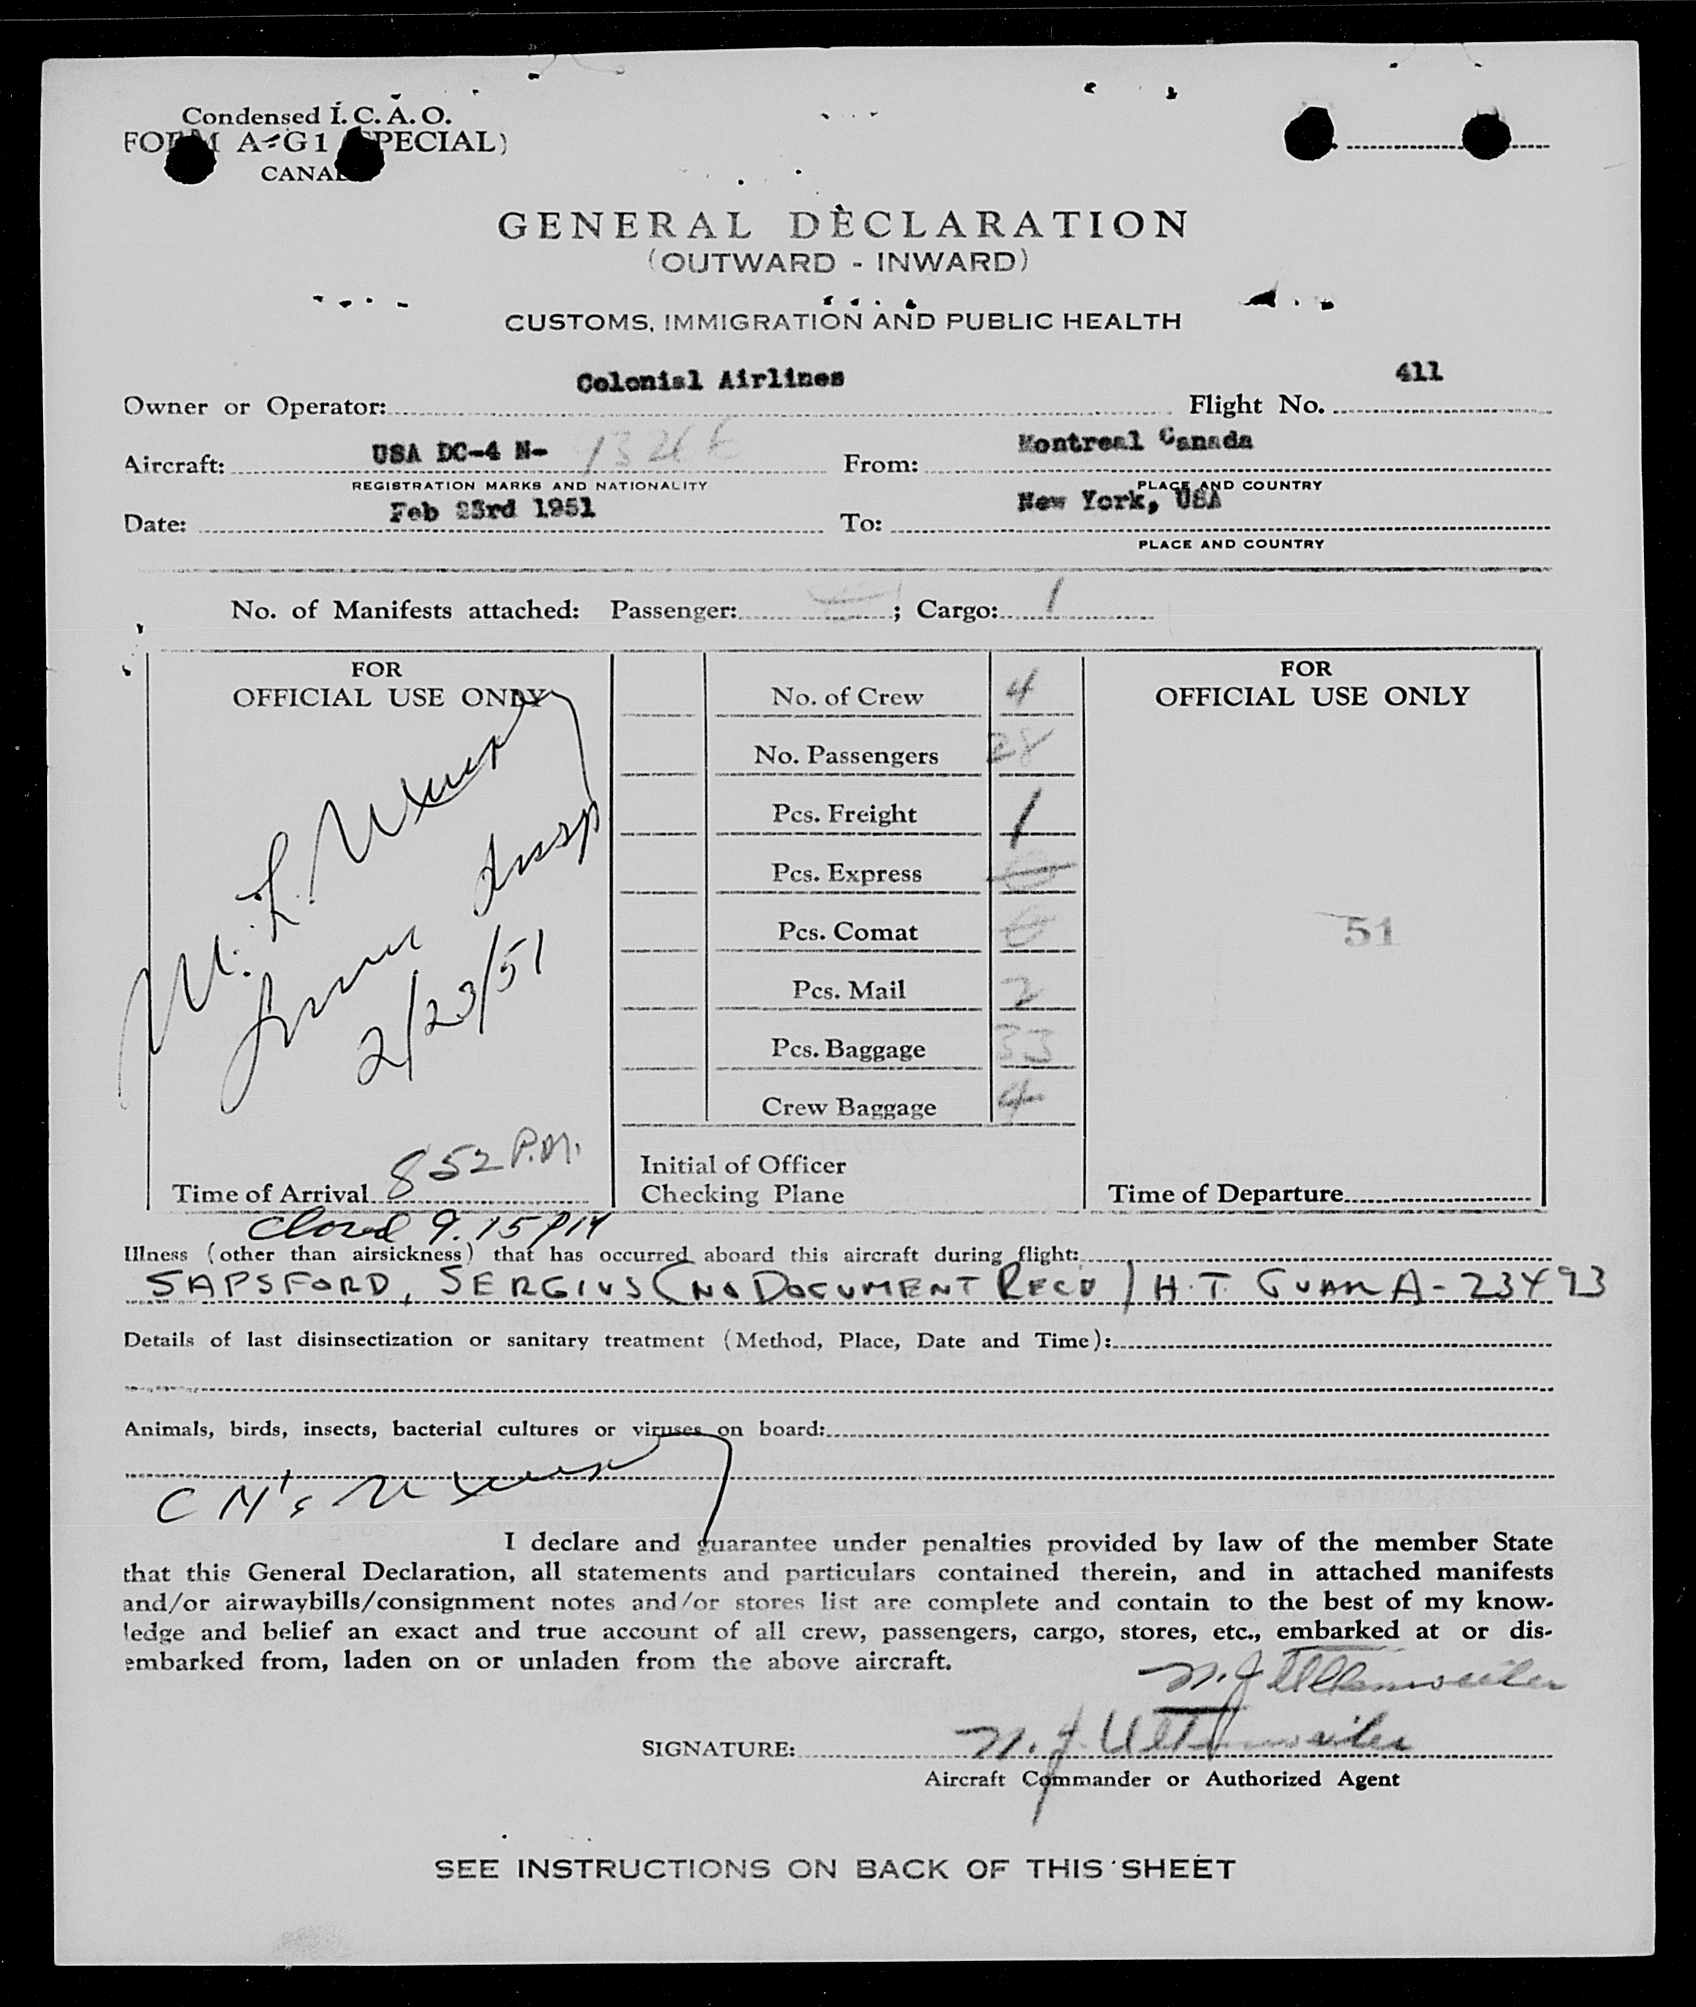 Condensed I. C. A. O.
FORM A-G1 (SPECIAL)
CANADA
GENERAL DECLARATION
(OUTWARD - INWARD)
CUSTOMS, IMMIGRATION AND PUBLIC HEALTH
Owner or Operator: Colonial Airlines Flight No. 411
Aircraft: USA DC-4 N- From: Montreal Canada
REGISTRATION MARKS AND NATIONALITY PLACE AND COUNTRY
Date: Feb 23rd 1951 To: New York, USA
PLACE AND COUNTRY
No. of Manifests attached: Passenger: ; Cargo: 1
FOR
OFFICIAL USE ONLY
M. L.
Insp
2/23/51
Time of Arrival 8 52 P.M.
No. of Crew 4
No. Passengers 28
Pcs. Freight 1
Pcs. Express 0
Pcs. Comat 0
Pcs. Mail 2
Pcs. Baggage 33
Crew Baggage 4
Initial of Officer
Checking Plane
FOR
OFFICIAL USE ONLY
51
Time of Departure
Closed 9.15 PM
Illness (other than airsickness) that has occurred aboard this aircraft during flight:
SAPSFORD, SERGIUS (NO DOCUMENT RECD) H.T. GUAM A-23493
Details of last disinsectization or sanitary treatment (Method, Place, Date and Time):
Animals, birds, insects, bacterial cultures or viruses on board:
I declare and guarantee under penalties provided by law of the member State
that this General Declaration, all statements and particulars contained therein, and in attached manifests
and/or airwaybills/consignment notes and/or stores list are complete and contain to the best of my know-
ledge and belief an exact and true account of all crew, passengers, cargo, stores, etc., embarked at or dis-
embarked from, laden on or unladen from the above aircraft.
SIGNATURE:
Aircraft Commander or Authorized Agent
SEE INSTRUCTIONS ON BACK OF THIS SHEET